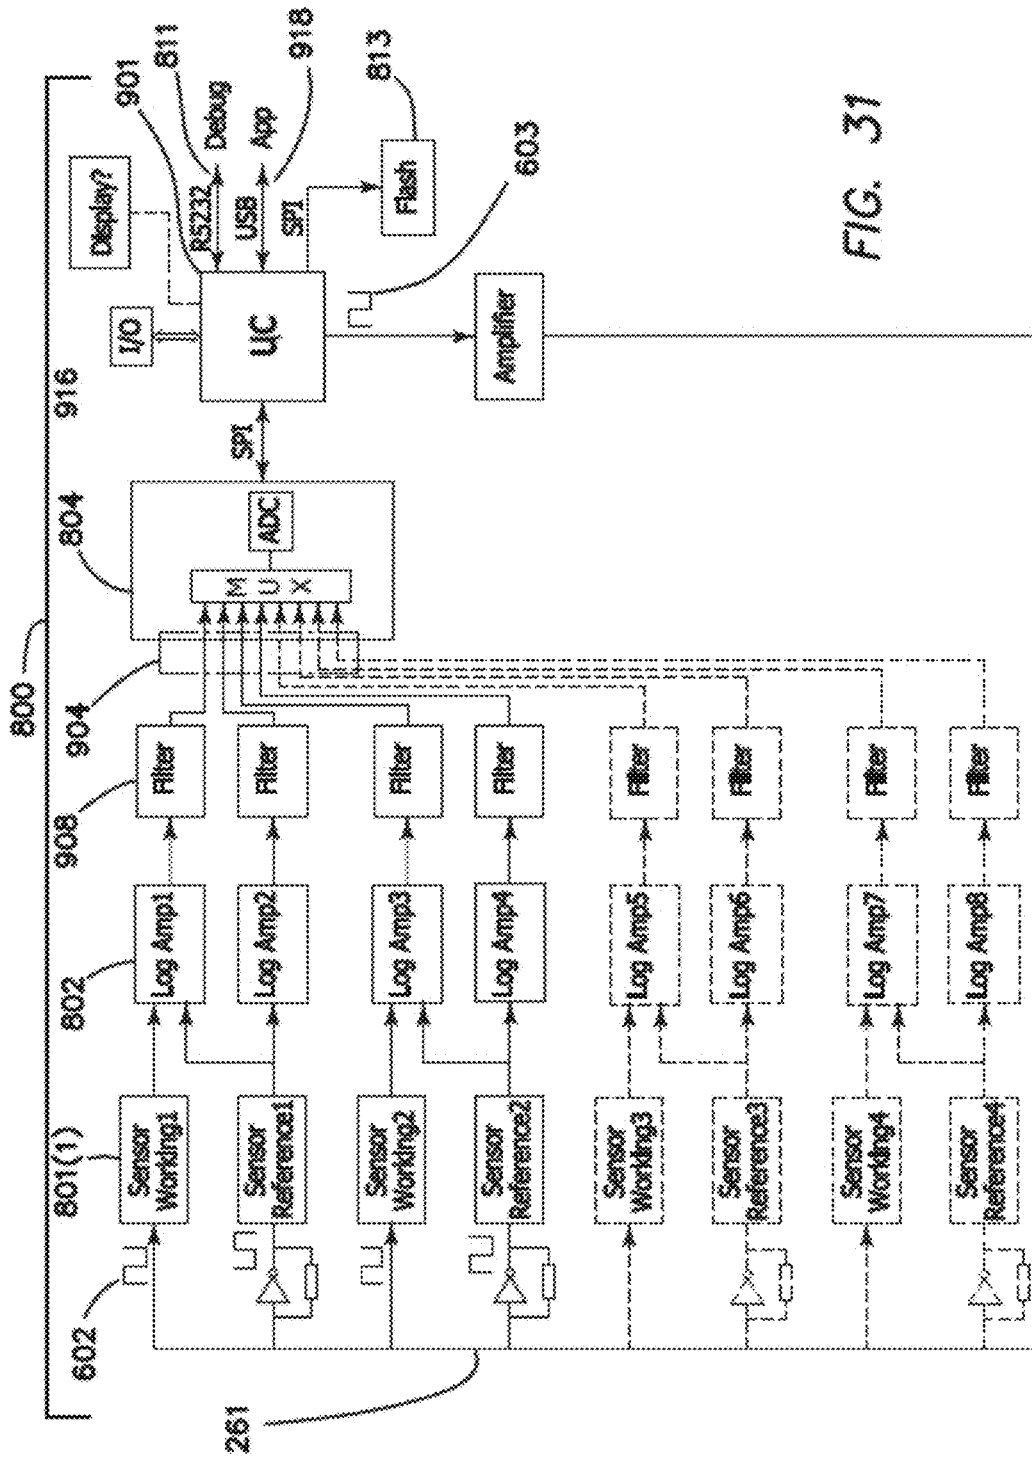 800
602
801(1)
802
908
904
804
916
901
811
918
813
603
261
Sensor
Working1
Log Amp1
Filter
Sensor
Reference1
Log Amp2
Filter
Sensor
Working2
Log Amp3
Filter
Sensor
Reference2
Log Amp4
Filter
Sensor
Working3
Log Amp5
Filter
Sensor
Reference3
Log Amp6
Filter
Sensor
Working4
Log Amp7
Filter
Sensor
Reference4
Log Amp8
Filter
MUX
ADC
SPI
I/O
Display?
uC
RS232
Debug
USB
App
SPI
Flash
Amplifier
FIG. 31